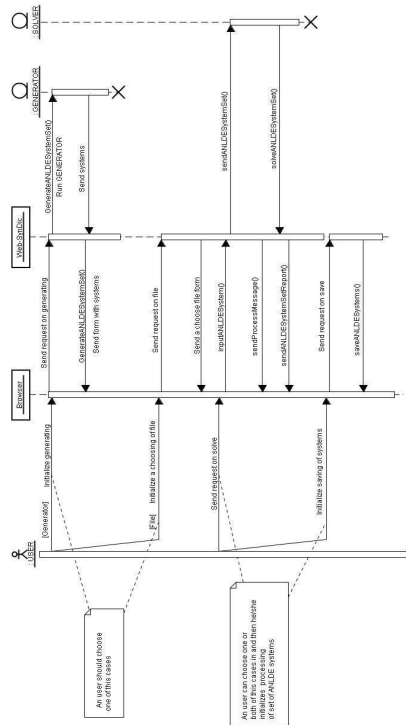 : SOLVER
: GENERATOR
Web-SynDic
Browser
: USER
GenerateANLDESystemSet()
Run GENERATOR
Send systems
sendANLDESystemSet()
solveANLDESystemSet()
Send request on generating
GenerateANLDESystemSet()
Send form with systems
Send request on file
Send a choose file form
inputANLDESystem()
sendProcessMessage()
sendANLDESystemSetReport()
Send request on save
saveANLDESystems()
[Generator]
Initialize generating
[File]
Initialize a choosing of file
Send request on solve
Initialize saving of systems
An user should choose
one of this cases
An user can choose one or
both of this cases in and then he/she
initializes processing
of set of ANLDE systems